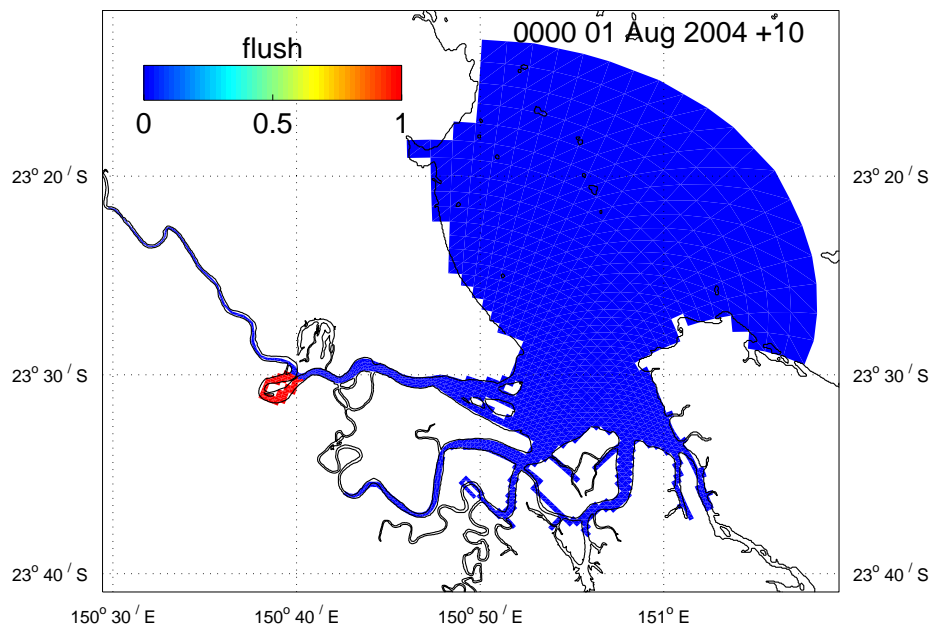 0000 01 Aug 2004 +10
flush
0 0.5 1
23° 20 ′ S 23° 20 ′ S
23° 30 ′ S 23° 30 ′ S
23° 40 ′ S 23° 40 ′ S
150° 30 ′ E 150° 40 ′ E 150° 50 ′ E 151° ′ E